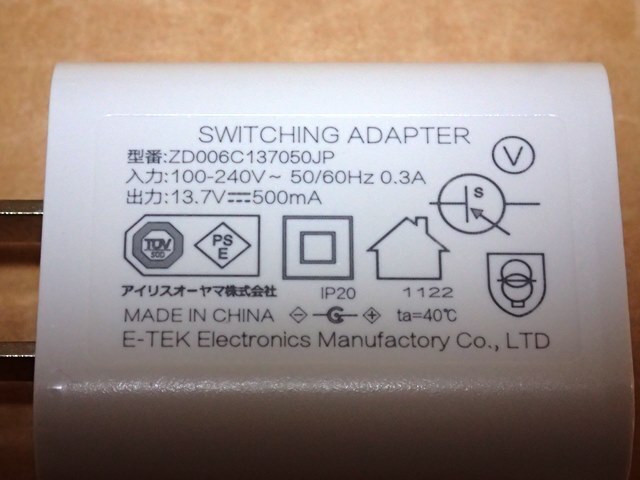 SWITCHING ADAPTER
型番:ZD006C137050JP
入力:100-240V～ 50/60Hz 0.3A
出力:13.7V⎓500mA
V
S
TÜV
SÜD
PS
E
アイリスオーヤマ株式会社
IP20
1122
MADE IN CHINA ta=40℃
E-TEK Electronics Manufactory Co., LTD